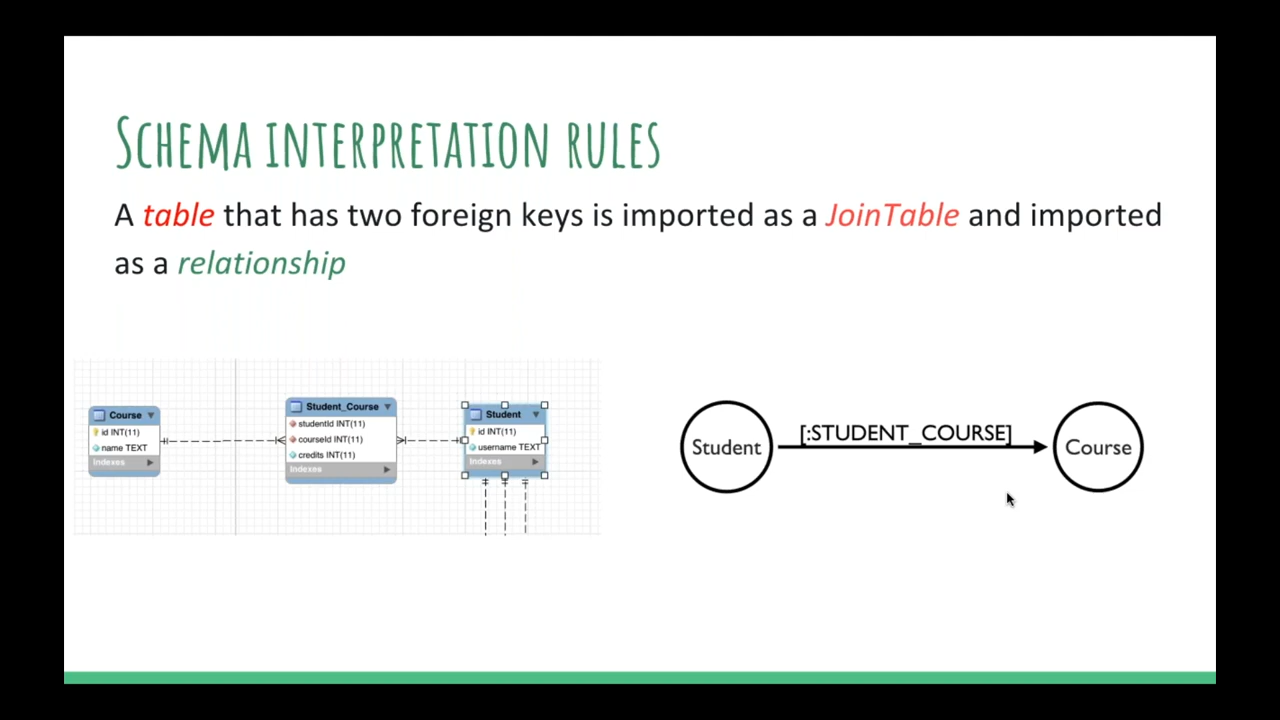 SCHEMA INTERPRETATION RULES
A table that has two foreign keys is imported as a JoinTable and imported
as a relationship
Course
id INT(11)
name TEXT
Indexes
Student_Course
studentId INT(11)
courseId INT(11)
credits INT(11)
Indexes
Student
id INT(11)
username TEXT
Indexes
Student
[:STUDENT_COURSE]
Course